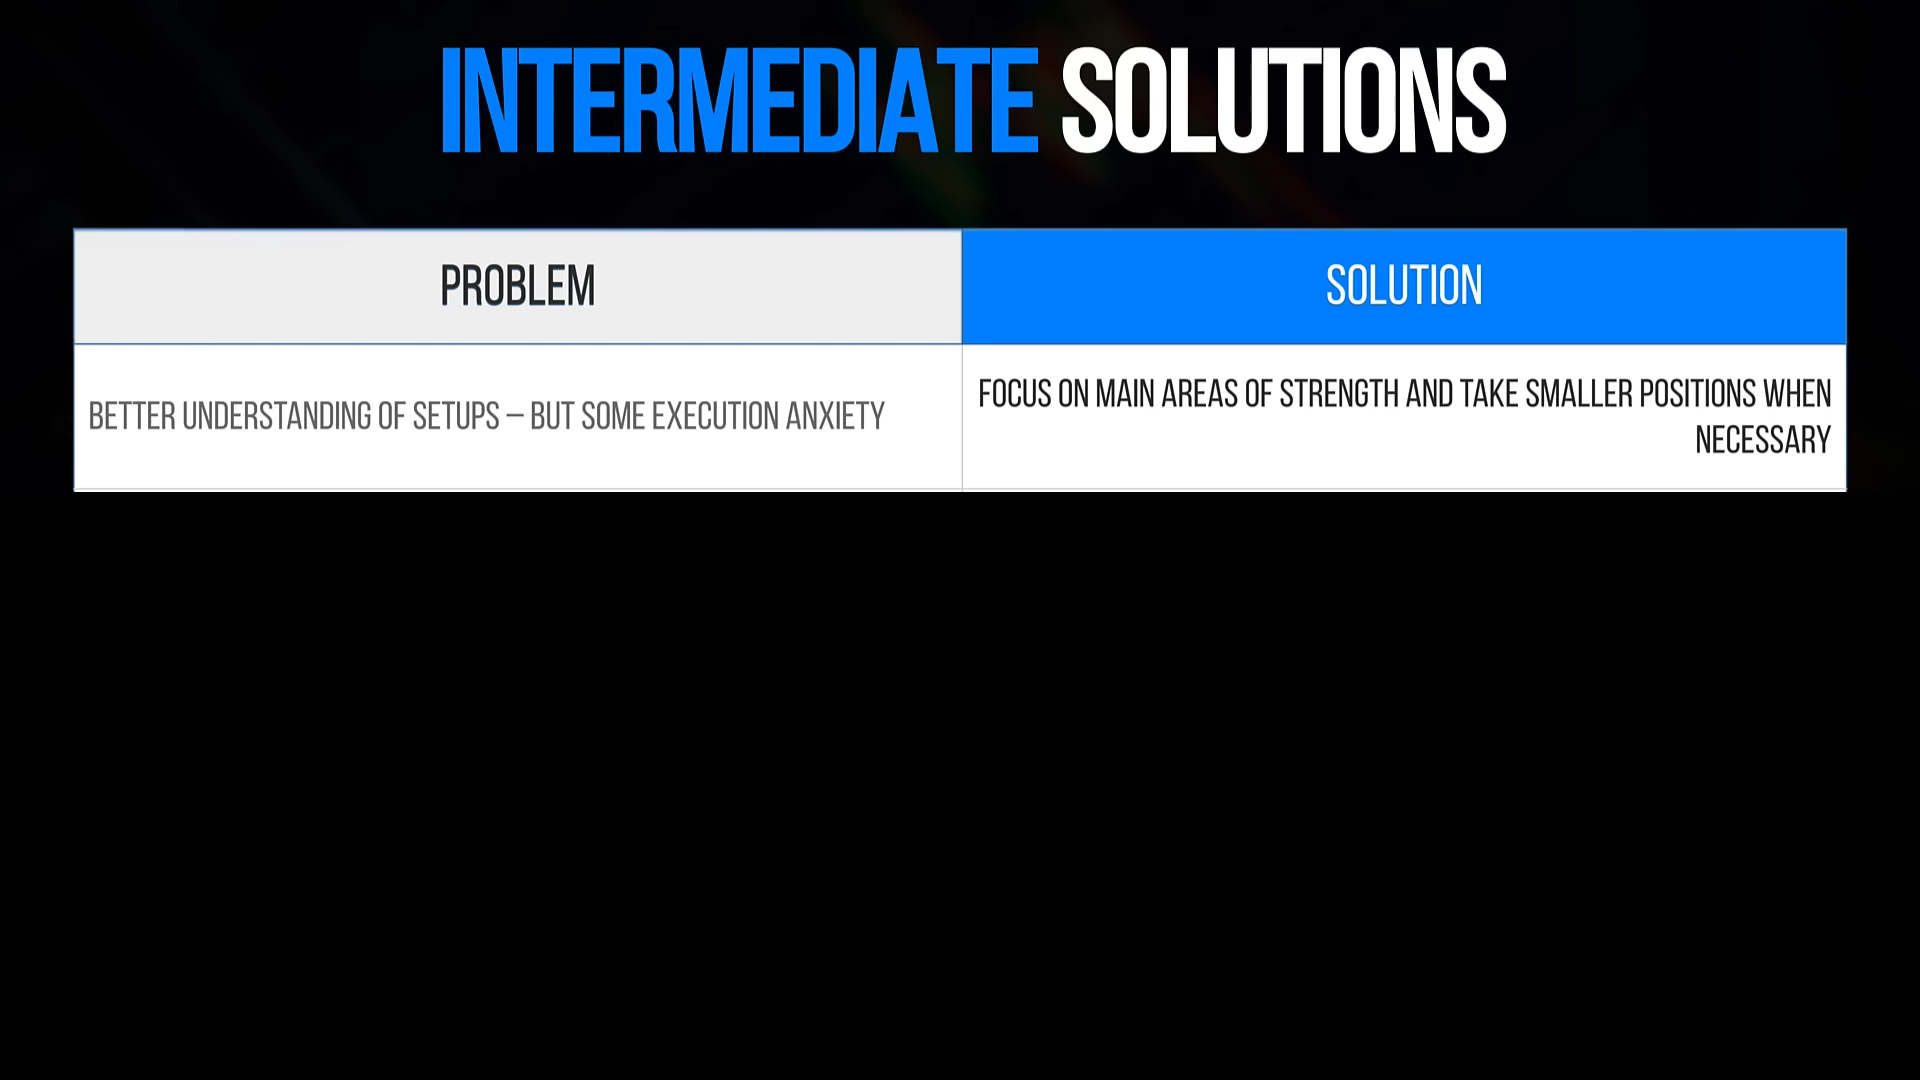 INTERMEDIATE SOLUTIONS
PROBLEM
SOLUTION
BETTER UNDERSTANDING OF SETUPS – BUT SOME EXECUTION ANXIETY
FOCUS ON MAIN AREAS OF STRENGTH AND TAKE SMALLER POSITIONS WHEN
NECESSARY